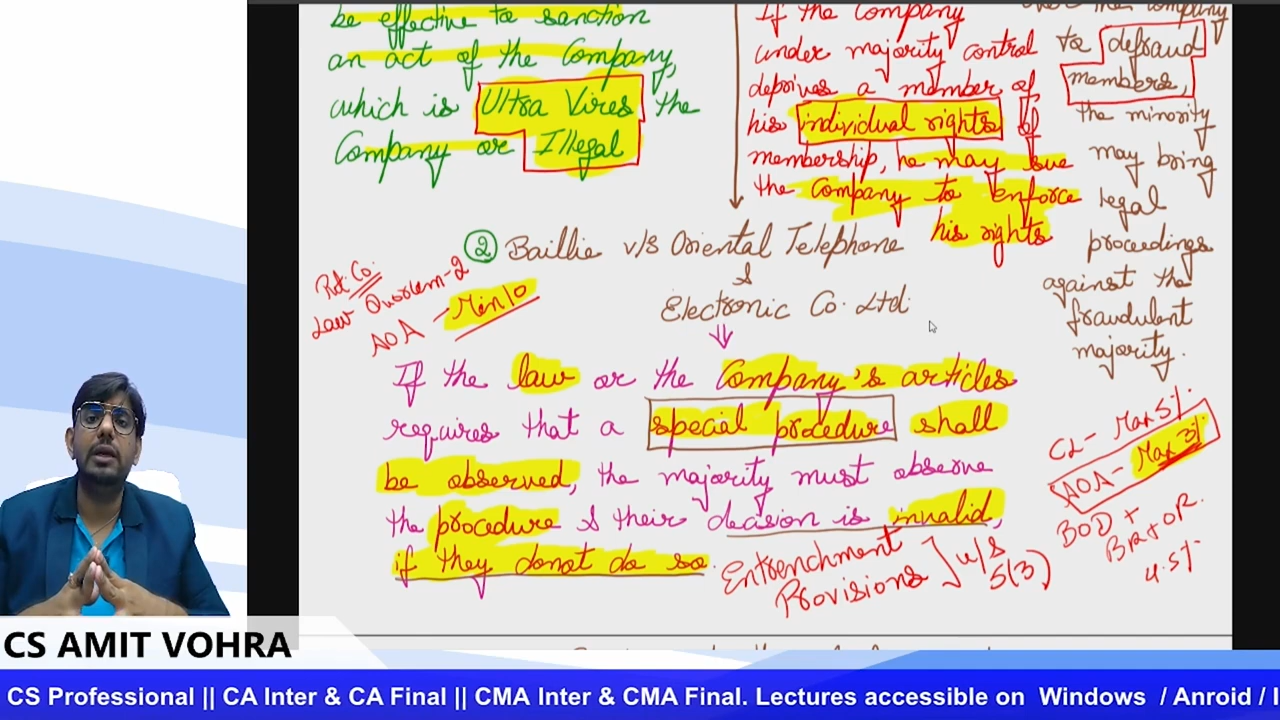 be effective to sanction
an act of the Company,
which is Ultra Vires the
Company or Illegal
If the Company
under majority control
deprives a member of
his individual rights of
membership, he may sue
the Company to enforce
his rights
over the company
to defraud
members,
the minority
may bring
legal
proceedings
against the
fraudulent
majority.
② Baillie v/s Oriental Telephone
&
Electronic Co. Ltd.
Pvt. Co.
Law Quorum-2
AOA - Min 10
If the law or the Company's articles
requires that a special procedure shall
be observed, the majority must observe
the procedure & their decision is invalid,
if they donot do so.
Entrenchment
Provisions ] u/s
5(3)
CL- Max 5%
AOA- Max 3%
BOD +
BR + OR
4.5%
CS AMIT VOHRA
CS Professional || CA Inter & CA Final || CMA Inter & CMA Final. Lectures accessible on Windows / Anroid / I